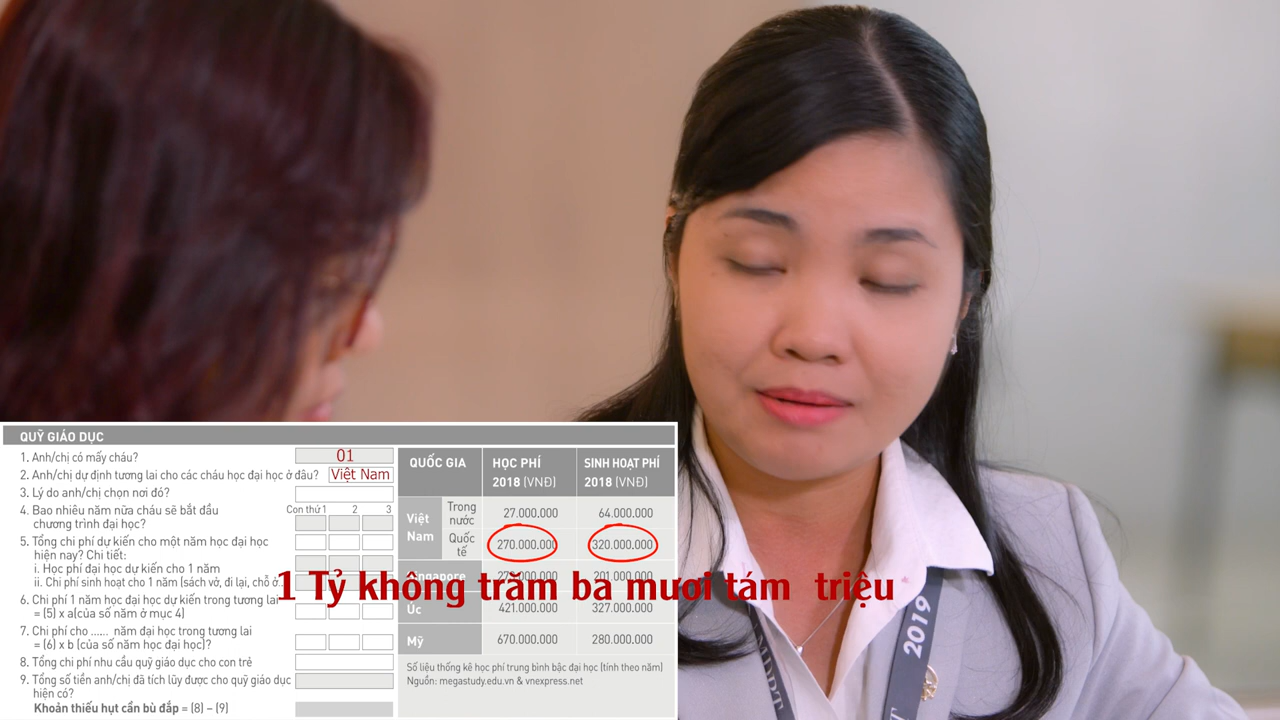 QUỸ GIÁO DỤC
1. Anh/chị có mấy cháu?
01
2. Anh/chị dự định tương lai cho các cháu học đại học ở đâu?
Việt Nam
3. Lý do anh/chị chọn nơi đó?
4. Bao nhiêu năm nữa cháu sẽ bắt đầu
chương trình đại học?
Con thứ 1 2 3
5. Tổng chi phí dự kiến cho một năm học đại học
hiện nay? Chi tiết:
i. Học phí đại học dự kiến cho 1 năm
ii. Chi phí sinh hoạt cho 1 năm (sách vở, đi lại, chỗ ở
6. Chi phí 1 năm học đại học dự kiến trong tương lai
= (5) x a(của số năm ở mục 4)
7. Chi phí cho ...... năm đại học trong tương lai
= (6) x b (của số năm học đại học)?
8. Tổng chi phí nhu cầu quỹ giáo dục cho con trẻ
9. Tổng số tiền anh/chị đã tích lũy được cho quỹ giáo dục
hiện có?
Khoản thiếu hụt cần bù đắp = (8) – (9)
QUỐC GIA HỌC PHÍ 2018 (VNĐ) SINH HOẠT PHÍ 2018 (VNĐ)
Việt Nam
Trong nước 27.000.000 64.000.000
Quốc tế 270.000.000 320.000.000
Singapore 201.000.000
Úc 421.000.000 327.000.000
Mỹ 670.000.000 280.000.000
Số liệu thống kê học phí trung bình bậc đại học (tính theo năm)
Nguồn: megastudy.edu.vn & vnexpress.net
1 Tỷ không trăm ba mươi tám triệu
2019